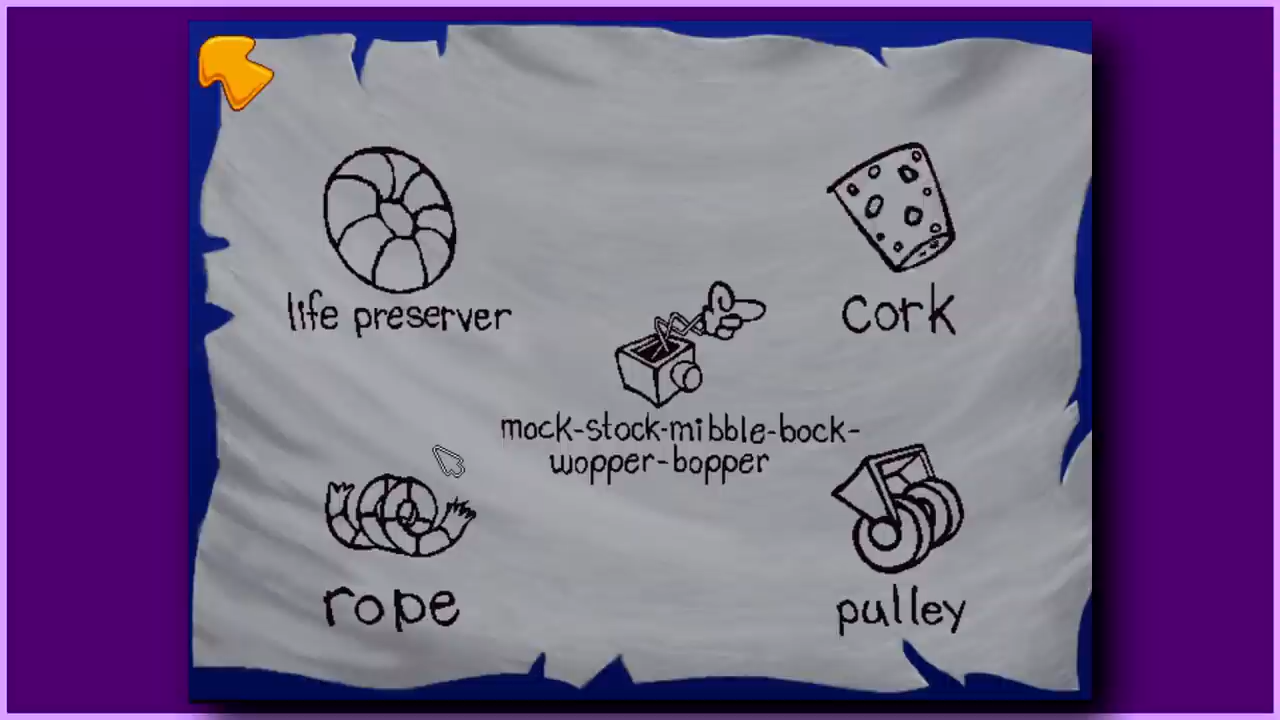 life preserver
cork
mock-stock-mibble-bock-
wopper-bopper
rope
pulley